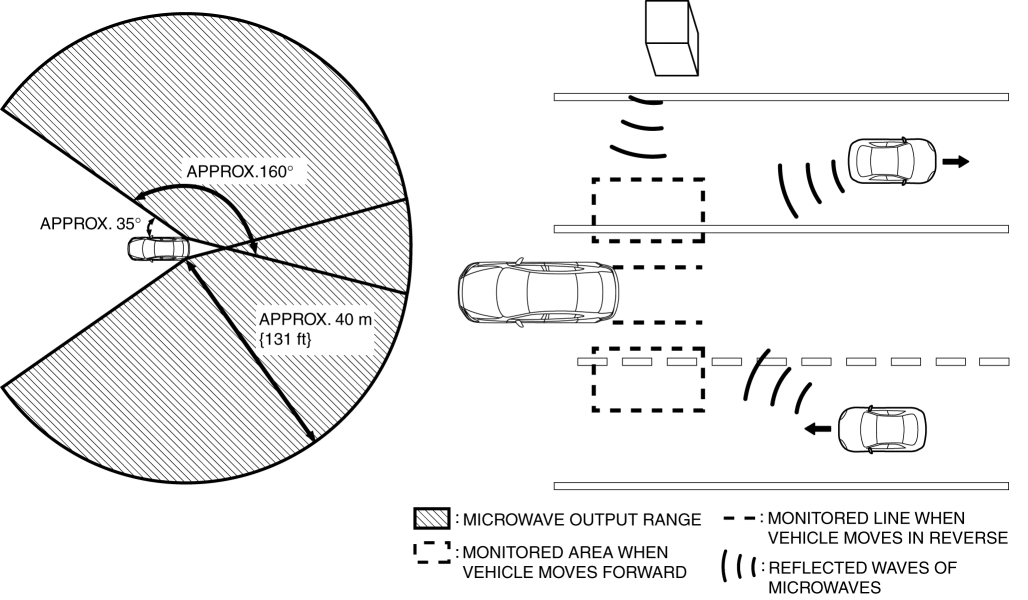 APPROX.160°
APPROX. 35°
APPROX. 40 m
{131 ft}
: MICROWAVE OUTPUT RANGE
: MONITORED AREA WHEN
VEHICLE MOVES FORWARD
: MONITORED LINE WHEN
VEHICLE MOVES IN REVERSE
: REFLECTED WAVES OF
MICROWAVES